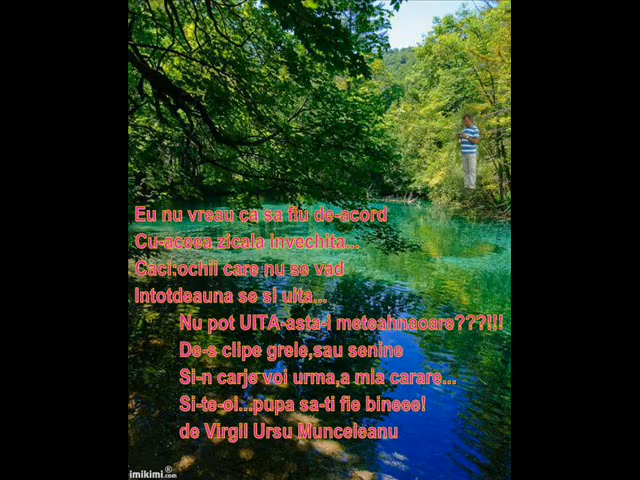 Eu nu vreau ca sa fiu de-acord
Cu-aceea zicala invechita...
Caci:ochii care nu se vad
Intotdeauna se si uita...
Nu pot UITA-asta-i meteahnaoare???!!!
De-s clipe grele,sau senine
Si-n carje voi urma,a mia carare...
Si-te-oi...pupa sa-ti fie bineee!
de Virgil Ursu Munceleanu
imikimi.com®